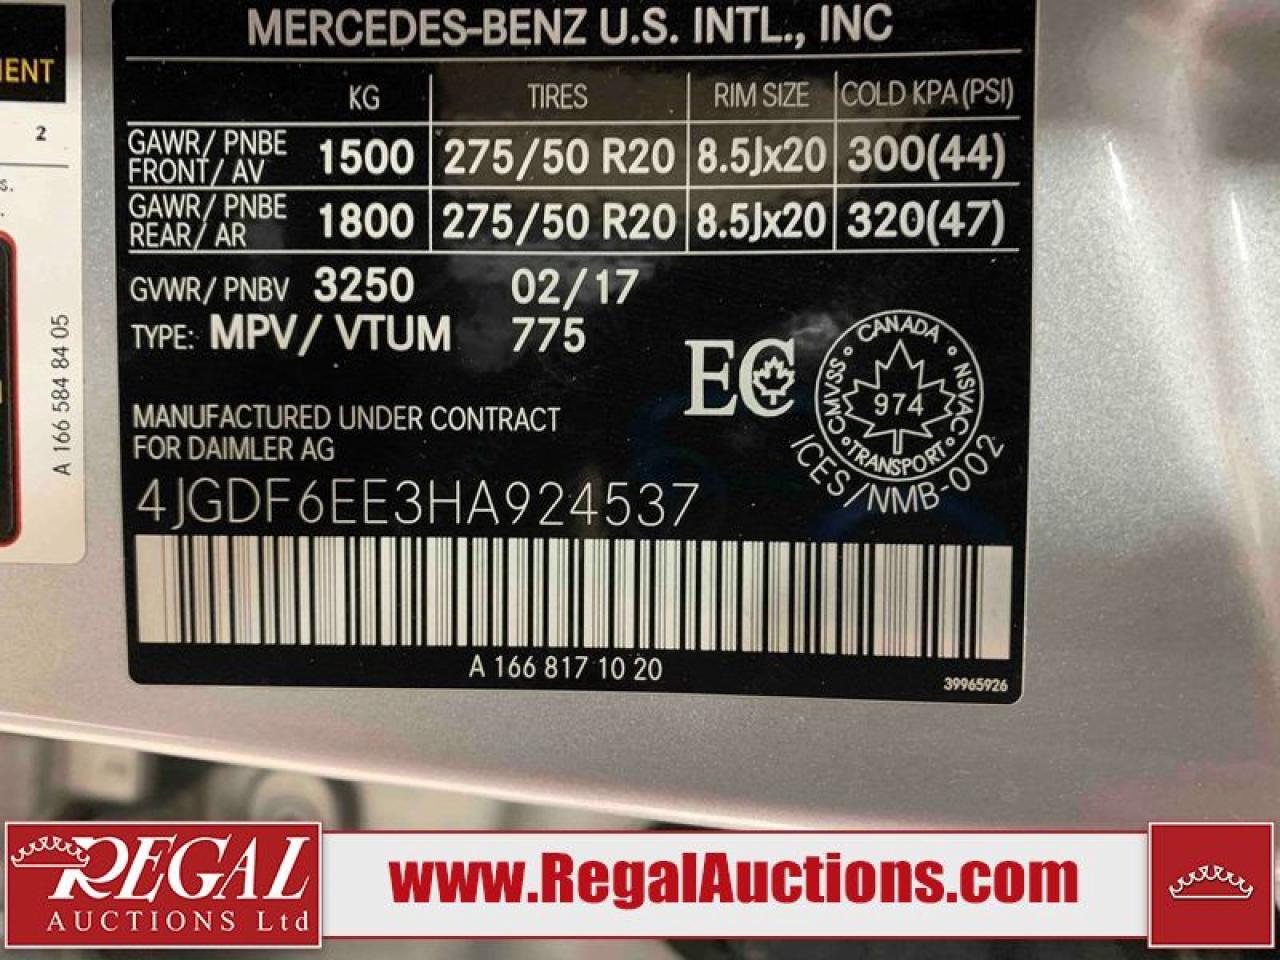 MERCEDES-BENZ U.S. INTL., INC
KG TIRES RIM SIZE COLD KPA (PSI)
GAWR/ PNBE FRONT/ AV 1500 275/50 R20 8.5Jx20 300(44)
GAWR/ PNBE REAR/ AR 1800 275/50 R20 8.5Jx20 320(47)
GVWR/ PNBV 3250 02/17
TYPE: MPV/ VTUM 775
EC
CANADA
CMVSS 974 NSVAC
TRANSPORT
ICES/NMB-002
MANUFACTURED UNDER CONTRACT
FOR DAIMLER AG
4JGDF6EE3HA924537
A 166 817 10 20
39965926
2
A 166 584 84 05
REGAL
AUCTIONS Ltd
www.RegalAuctions.com